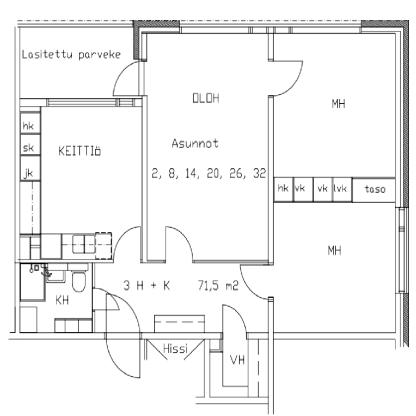 Lasitettu parveke
OLOH
MH
hk
sk
jk
KEITTIÖ
Asunnot
2, 8, 14, 20, 26, 32
hk vk vk lvk taso
MH
KH
3 H + K 71,5 m2
Hissi
VH